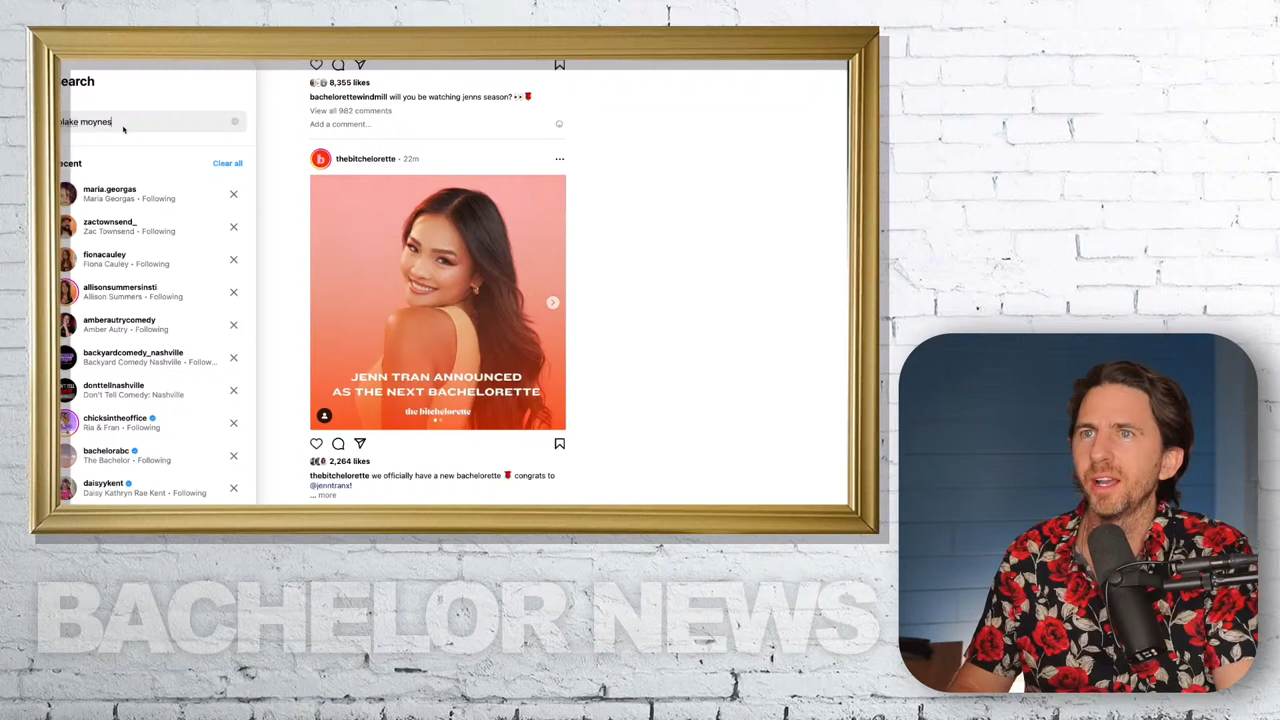 earch
8,355 likes
bachelorettewindmill will you be watching jenns season? 👀🌹
View all 982 comments
Add a comment...
blake moynes
ecent
Clear all
b
thebitchelorette • 22m
...
maria.georgas
Maria Georgas • Following
zactownsend_
Zac Townsend • Following
fionacauley
Fiona Cauley • Following
allisonsummersinsti
Allison Summers • Following
amberautrycomedy
Amber Autry • Following
backyardcomedy_nashville
Backyard Comedy Nashville • Follow...
donttellnashville
Don't Tell Comedy: Nashville
chicksintheoffice
Ria & Fran • Following
bachelorabc
The Bachelor • Following
daisyykent
Daisy Kathryn Rae Kent • Following
JENN TRAN ANNOUNCED
AS THE NEXT BACHELORETTE
the bitchelorette
2,264 likes
thebitchelorette we officially have a new bachelorette 🌹 congrats to
@jenntranx!
... more
BACHELOR NEWS